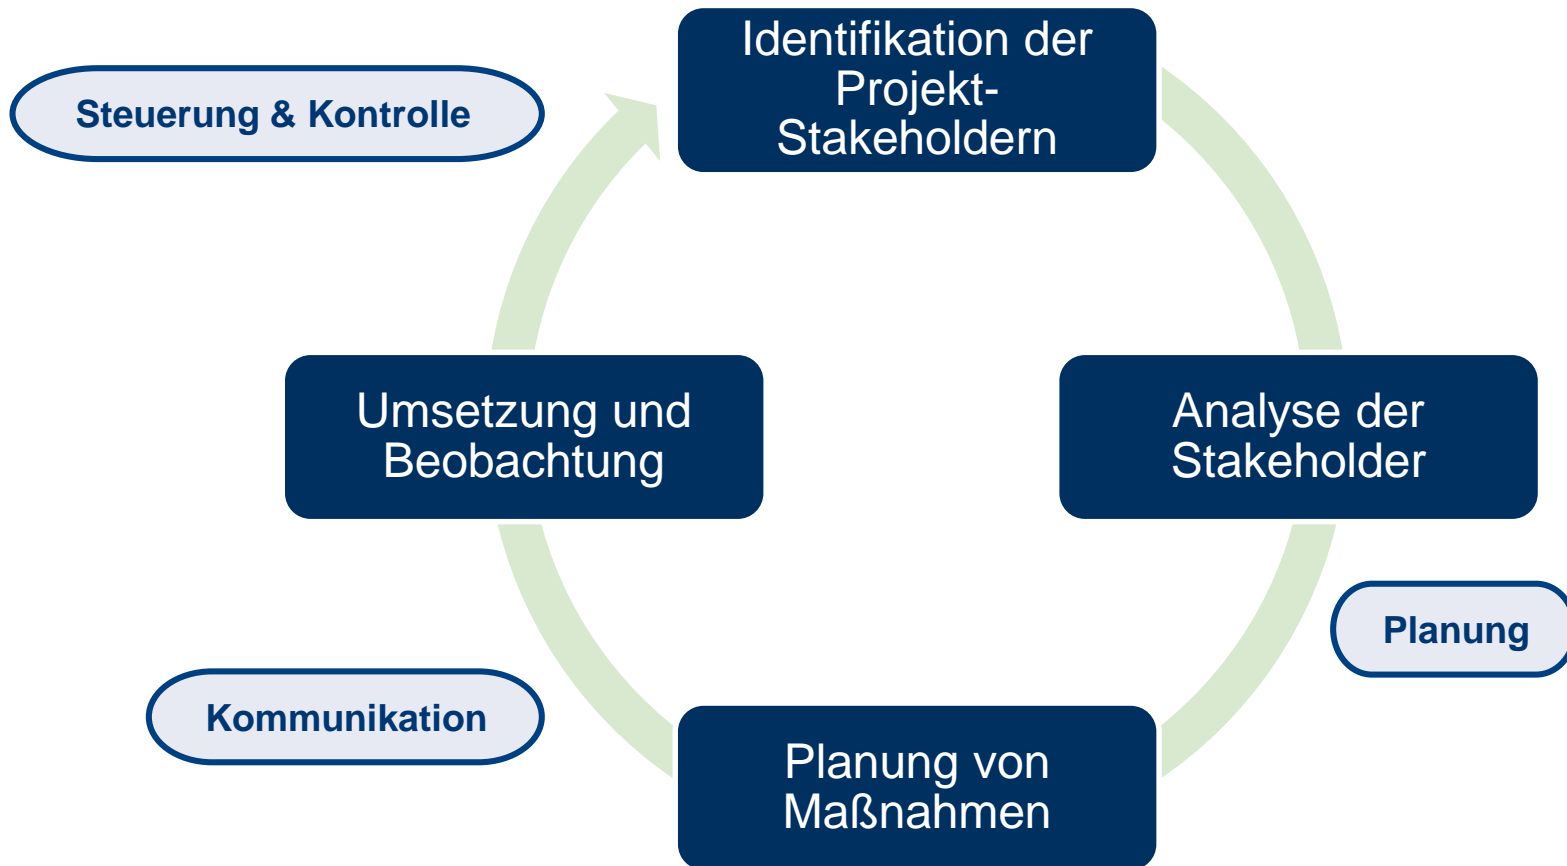 Identifikation der
Projekt-
Stakeholdern
Steuerung & Kontrolle
Umsetzung und
Beobachtung
Analyse der
Stakeholder
Planung
Kommunikation
Planung von
Maßnahmen